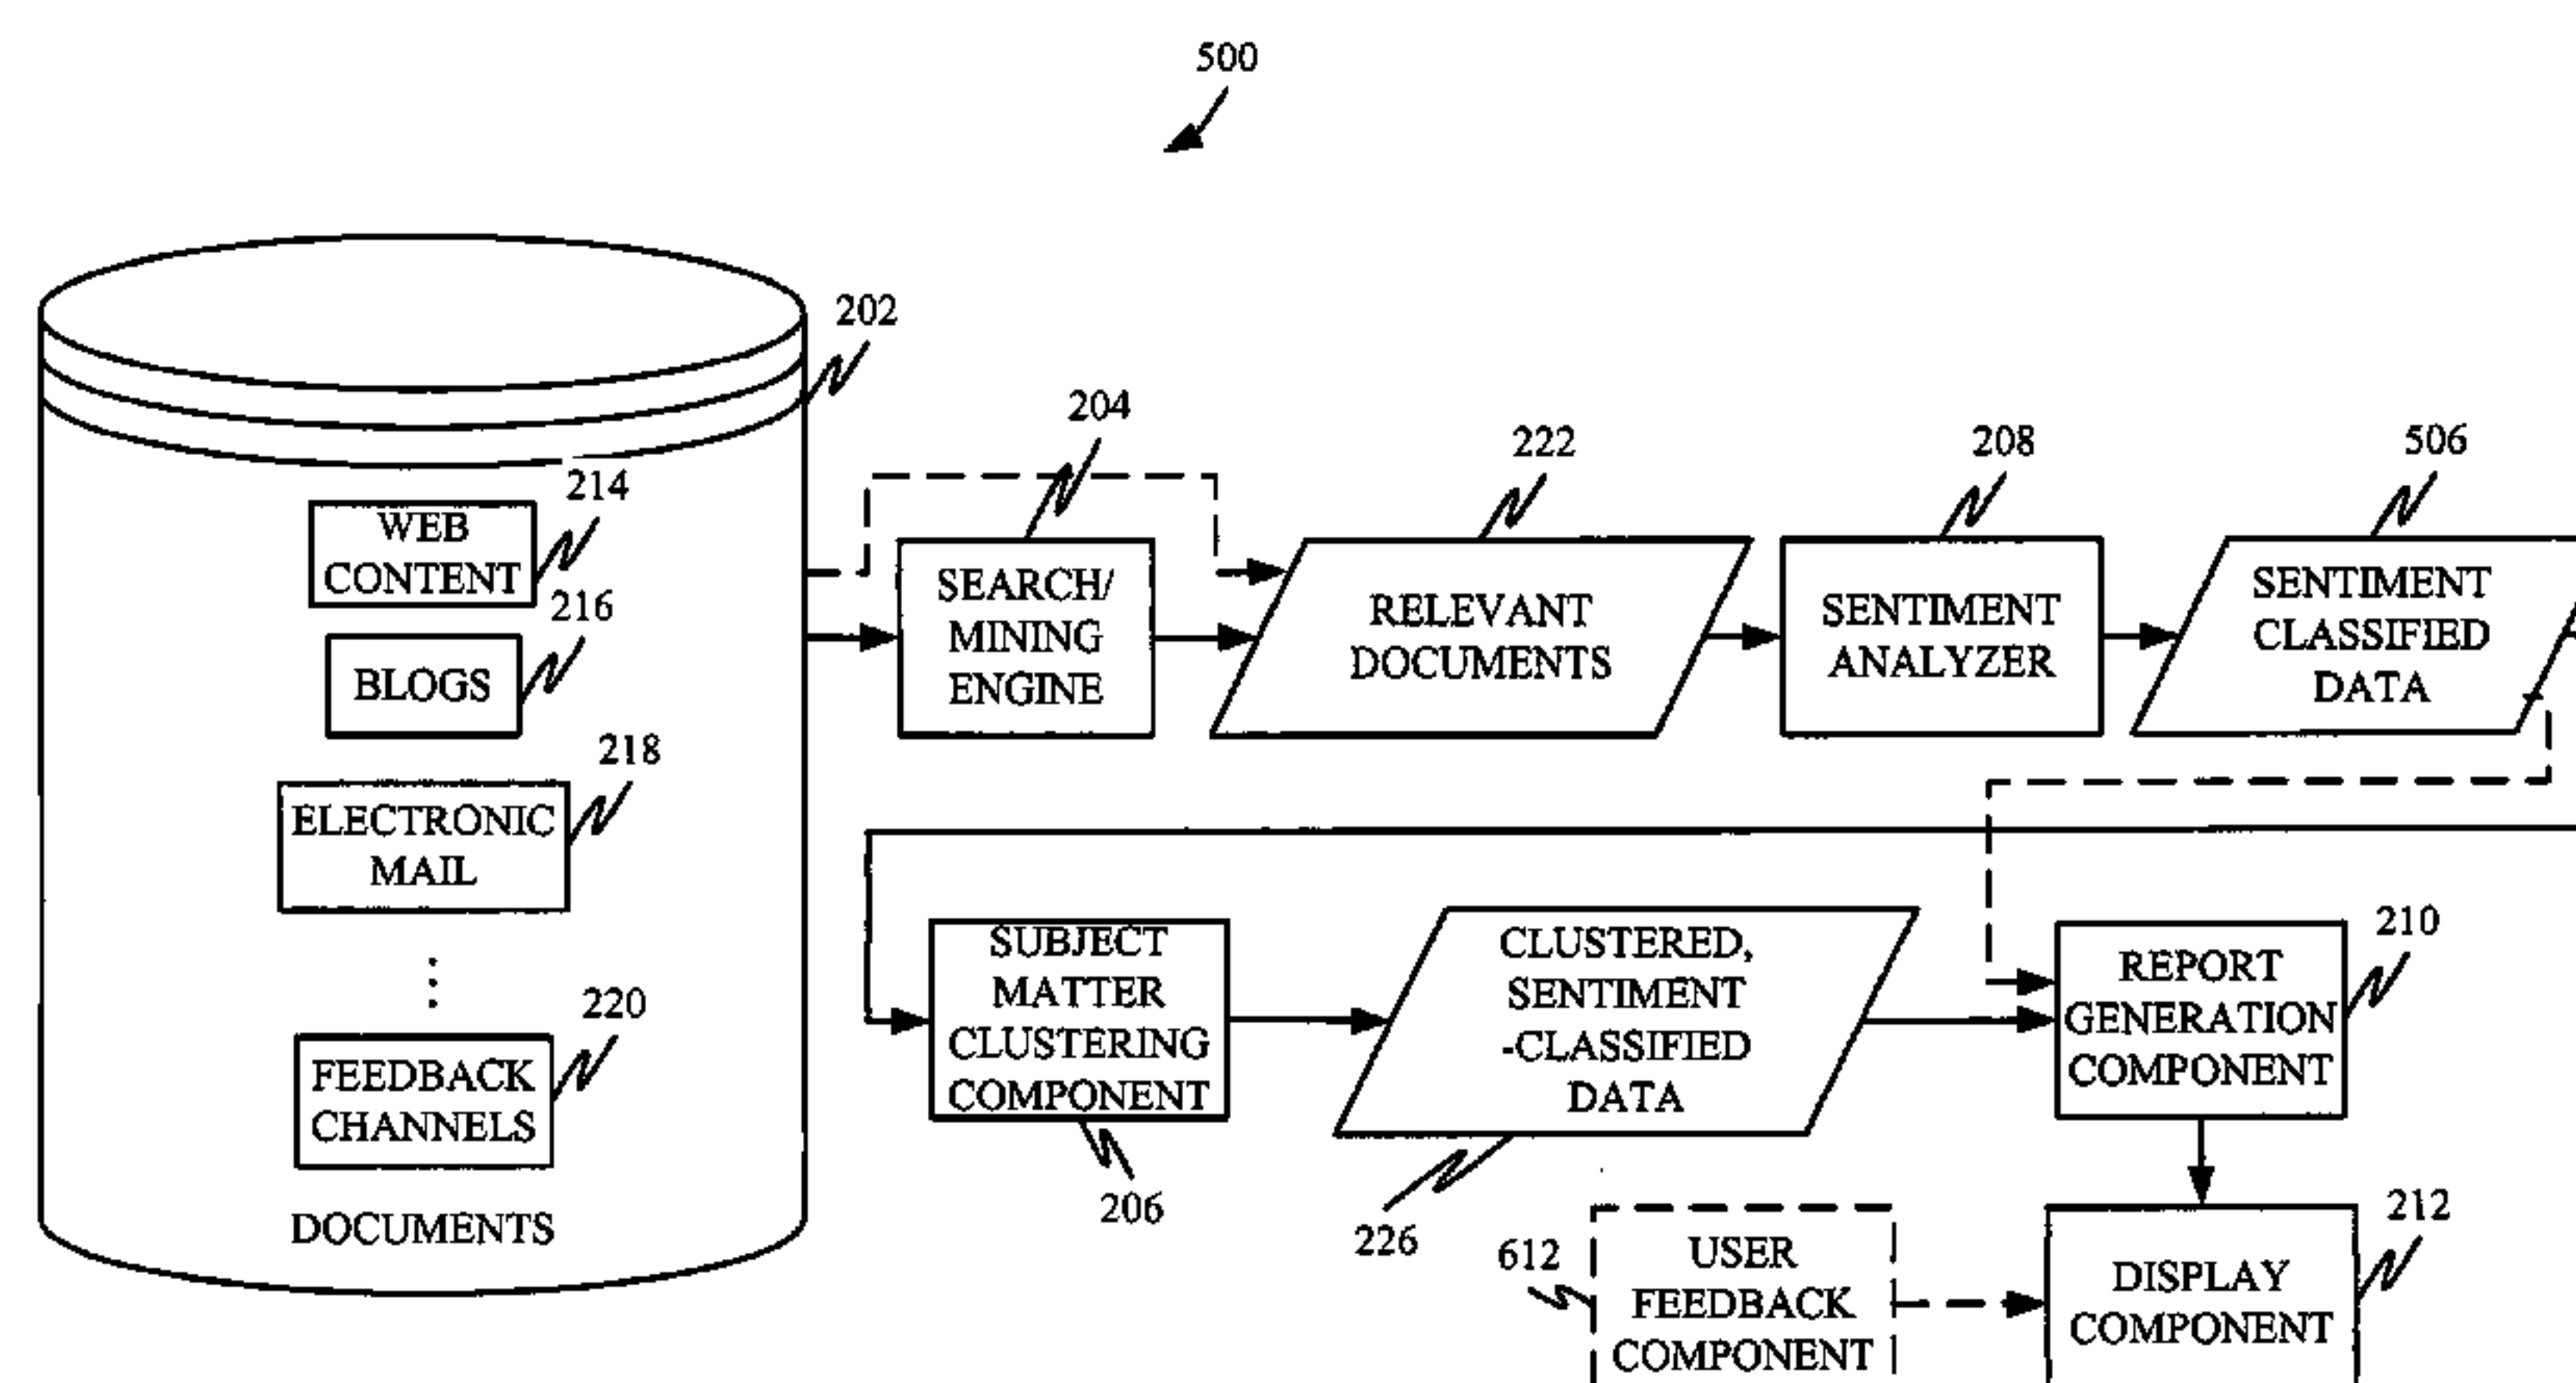 500
202
214
WEB
CONTENT
216
BLOGS
218
ELECTRONIC
MAIL
220
FEEDBACK
CHANNELS
DOCUMENTS
204
SEARCH/
MINING
ENGINE
222
RELEVANT
DOCUMENTS
208
SENTIMENT
ANALYZER
506
SENTIMENT
CLASSIFIED
DATA
SUBJECT
MATTER
CLUSTERING
COMPONENT
206
CLUSTERED,
SENTIMENT
-CLASSIFIED
DATA
226
210
REPORT
GENERATION
COMPONENT
612
USER
FEEDBACK
COMPONENT
212
DISPLAY
COMPONENT